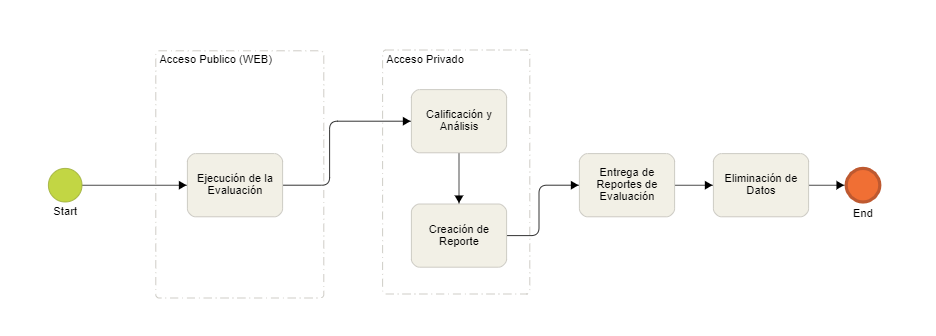 Acceso Publico (WEB)
Acceso Privado
Start
Ejecución de la
Evaluación
Calificación y
Análisis
Creación de
Reporte
Entrega de
Reportes de
Evaluación
Eliminación de
Datos
End